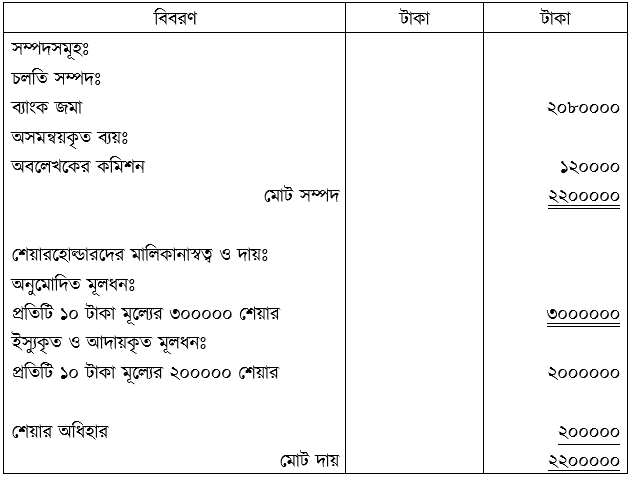 বিবরণ টাকা টাকা
সম্পদসমূহঃ
চলতি সম্পদঃ
ব্যাংক জমা ২০৮০০০০
অসমন্বয়কৃত ব্যয়ঃ
অবলেখকের কমিশন ১২০০০০
মোট সম্পদ ২২০০০০০
শেয়ারহোল্ডারদের মালিকানাস্বত্ব ও দায়ঃ
অনুমোদিত মূলধনঃ
প্রতিটি ১০ টাকা মূল্যের ৩০০০০০ শেয়ার ৩০০০০০০
ইস্যুকৃত ও আদায়কৃত মূলধনঃ
প্রতিটি ১০ টাকা মূল্যের ২০০০০০ শেয়ার ২০০০০০০
শেয়ার অধিহার ২০০০০০
মোট দায় ২২০০০০০